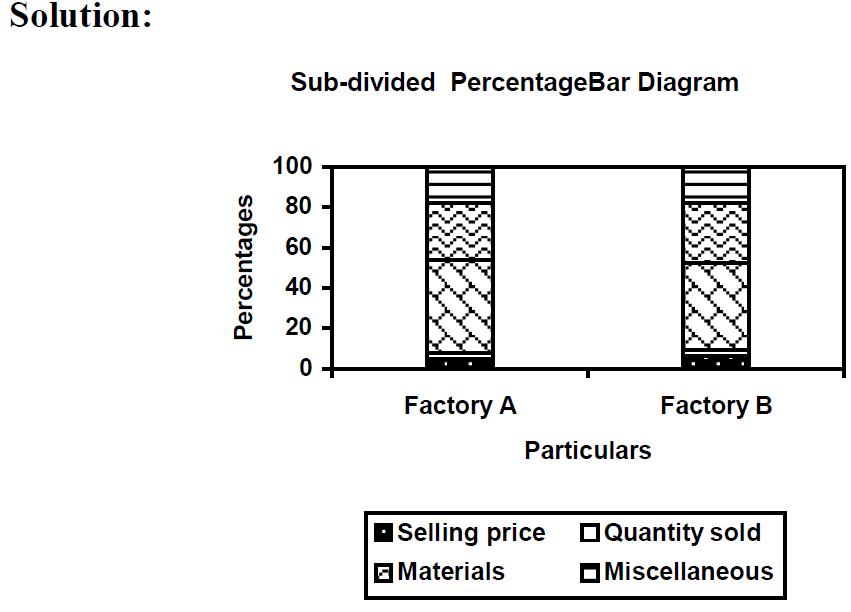 Solution:
Sub-divided PercentageBar Diagram
100
80
60
40
20
0
Percentages
Factory A Factory B
Particulars
Selling price Quantity sold
Materials Miscellaneous